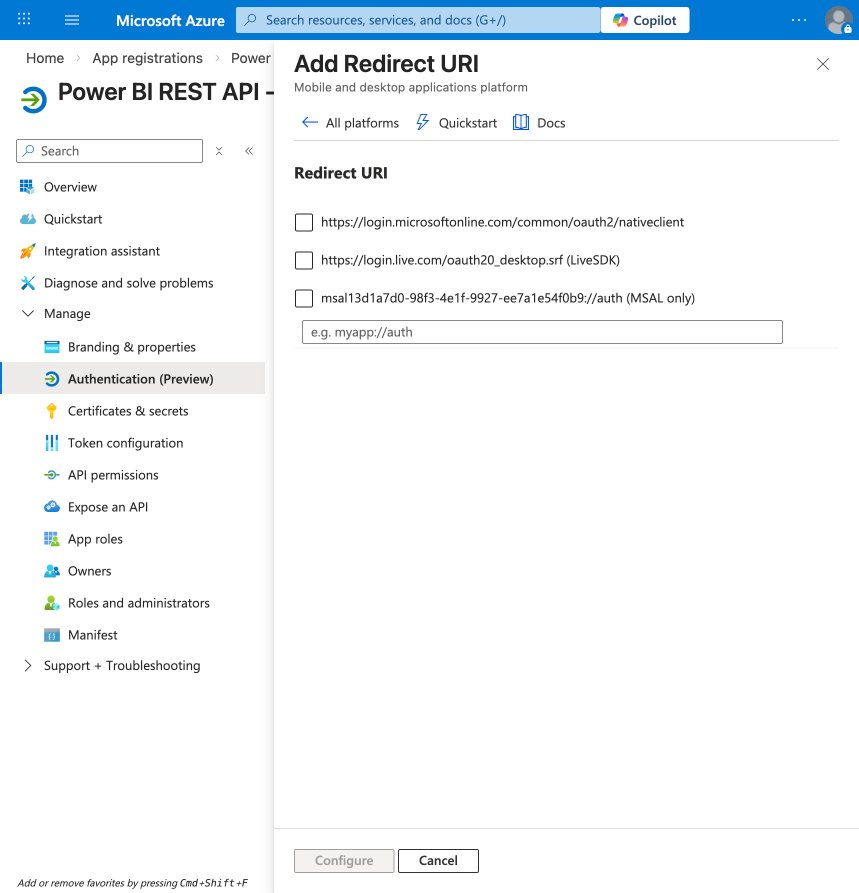 Microsoft Azure
Search resources, services, and docs (G+/)
Copilot
Home > App registrations > Power
Power BI REST API -
Search
Overview
Quickstart
Integration assistant
Diagnose and solve problems
Manage
Branding & properties
Authentication (Preview)
Certificates & secrets
Token configuration
API permissions
Expose an API
App roles
Owners
Roles and administrators
Manifest
Support + Troubleshooting
Add or remove favorites by pressing Cmd+Shift+F
Add Redirect URI
Mobile and desktop applications platform
All platforms
Quickstart
Docs
Redirect URI
https://login.microsoftonline.com/common/oauth2/nativeclient
https://login.live.com/oauth20_desktop.srf (LiveSDK)
msal13d1a7d0-98f3-4e1f-9927-ee7a1e54f0b9://auth (MSAL only)
e.g. myapp://auth
Configure
Cancel